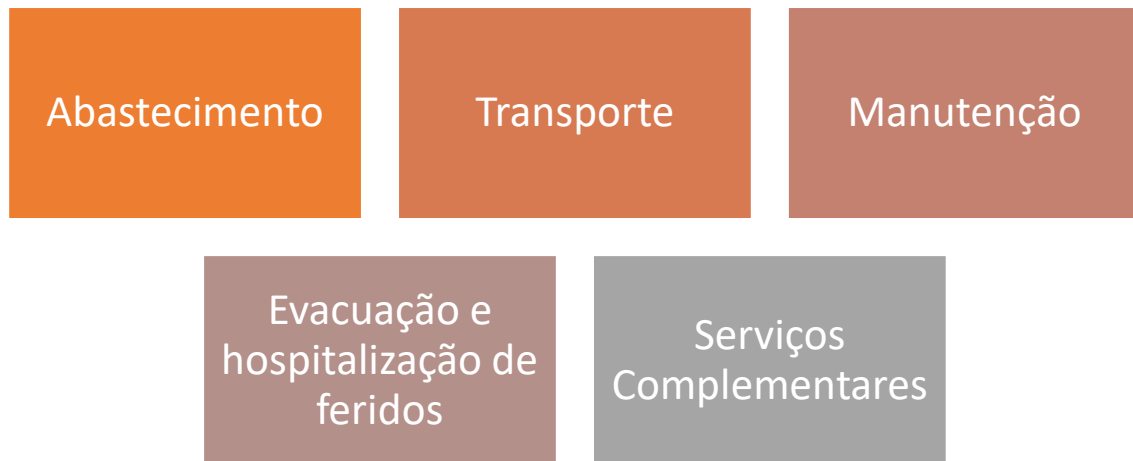 Abastecimento
Transporte
Manutenção
Evacuação e
hospitalização de
feridos
Serviços
Complementares